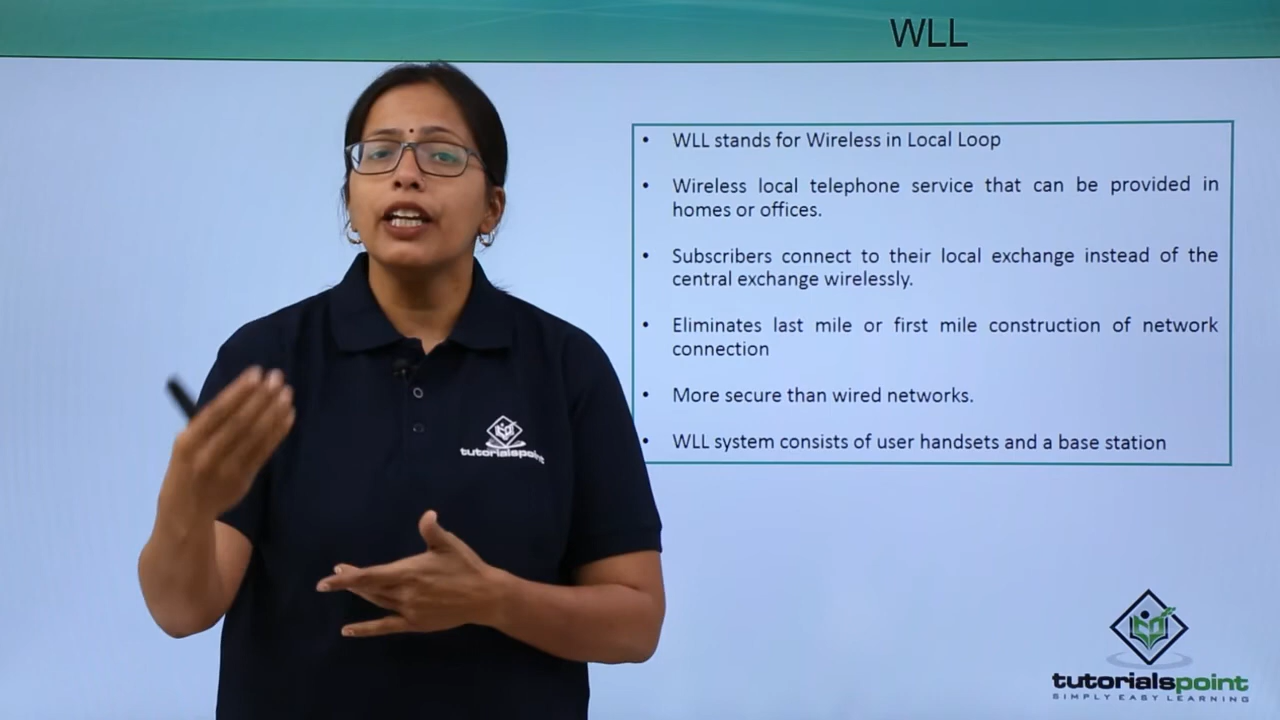 WLL
• WLL stands for Wireless in Local Loop
• Wireless local telephone service that can be provided in
homes or offices.
• Subscribers connect to their local exchange instead of the
central exchange wirelessly.
• Eliminates last mile or first mile construction of network
connection
• More secure than wired networks.
• WLL system consists of user handsets and a base station
tutorialspoint
tutorialspoint
SIMPLY EASY LEARNING